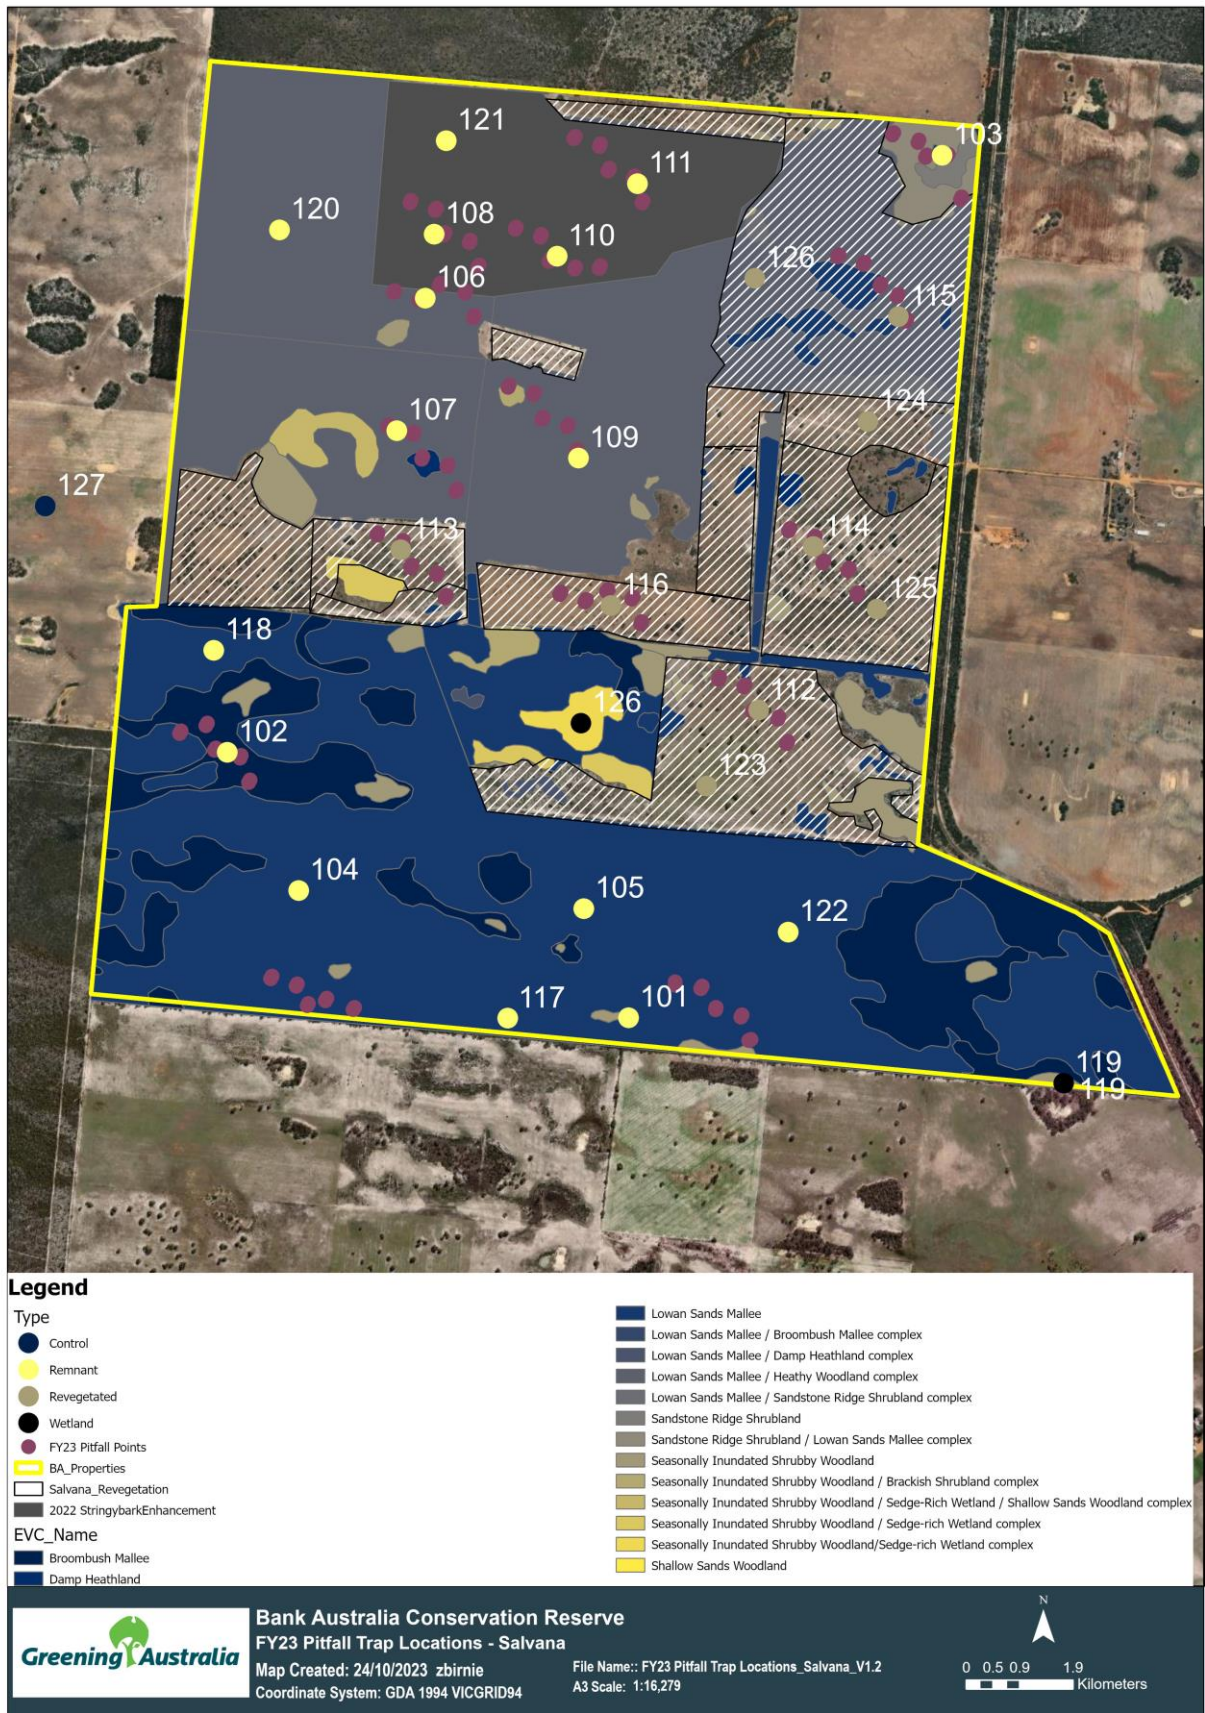 121
103
111
120
108
110
106
126
115
107
124
109
127
113
114
116
125
118
112
126
102
123
104
105
122
117
101
119
119
Legend
Type
Control
Remnant
Revegetated
Wetland
FY23 Pitfall Points
BA_Properties
Salvana_Revegetation
2022 StringybarkEnhancement
EVC_Name
Broombush Mallee
Damp Heathland
Lowan Sands Mallee
Lowan Sands Mallee / Broombush Mallee complex
Lowan Sands Mallee / Damp Heathland complex
Lowan Sands Mallee / Heathy Woodland complex
Lowan Sands Mallee / Sandstone Ridge Shrubland complex
Sandstone Ridge Shrubland
Sandstone Ridge Shrubland / Lowan Sands Mallee complex
Seasonally Inundated Shrubby Woodland
Seasonally Inundated Shrubby Woodland / Brackish Shrubland complex
Seasonally Inundated Shrubby Woodland / Sedge-Rich Wetland / Shallow Sands Woodland complex
Seasonally Inundated Shrubby Woodland / Sedge-rich Wetland complex
Seasonally Inundated Shrubby Woodland/Sedge-rich Wetland complex
Shallow Sands Woodland
Greening Australia
Bank Australia Conservation Reserve
FY23 Pitfall Trap Locations - Salvana
Map Created: 24/10/2023 zbirnie
Coordinate System: GDA 1994 VICGRID94
File Name:: FY23 Pitfall Trap Locations_Salvana_V1.2
A3 Scale: 1:16,279
N
0 0.5 0.9 1.9
Kilometers